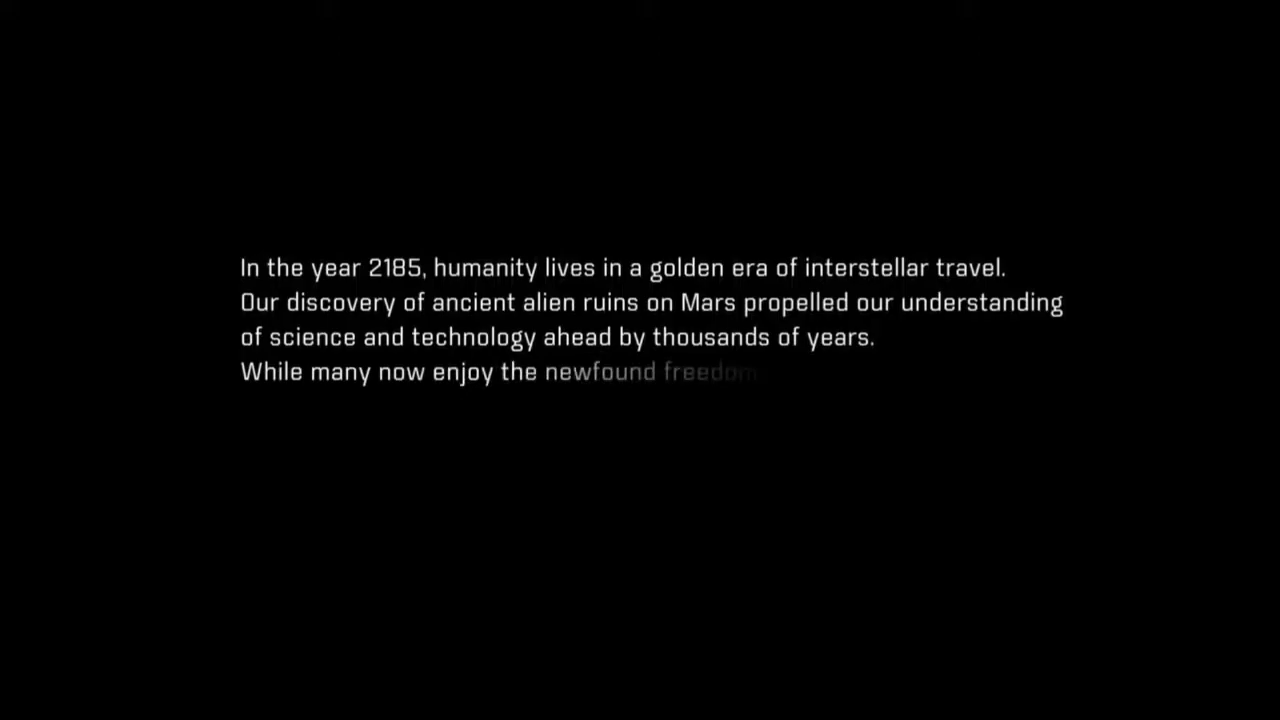 In the year 2185, humanity lives in a golden era of interstellar travel.
Our discovery of ancient alien ruins on Mars propelled our understanding
of science and technology ahead by thousands of years.
While many now enjoy the newfound freedom